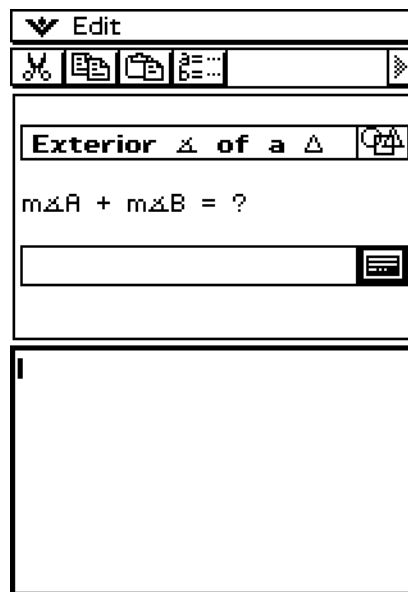 Edit
Exterior ∡ of a △
m∡A + m∡B = ?